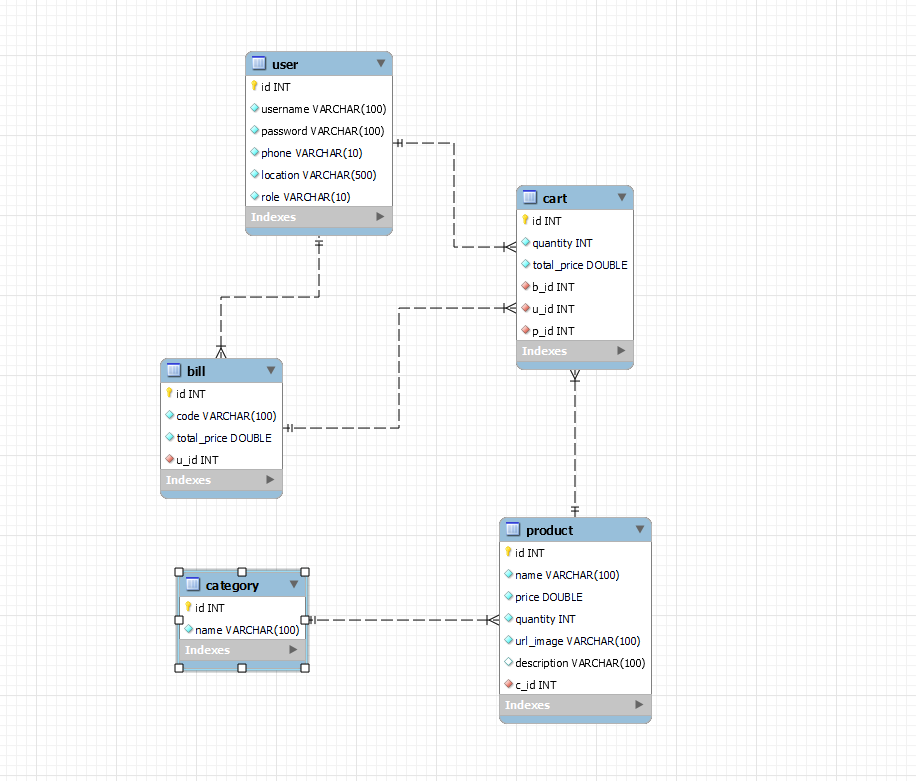 user
id INT
username VARCHAR(100)
password VARCHAR(100)
phone VARCHAR(10)
location VARCHAR(500)
role VARCHAR(10)
Indexes
cart
id INT
quantity INT
total_price DOUBLE
b_id INT
u_id INT
p_id INT
Indexes
bill
id INT
code VARCHAR(100)
total_price DOUBLE
u_id INT
Indexes
category
id INT
name VARCHAR(100)
Indexes
product
id INT
name VARCHAR(100)
price DOUBLE
quantity INT
url_image VARCHAR(100)
description VARCHAR(100)
c_id INT
Indexes